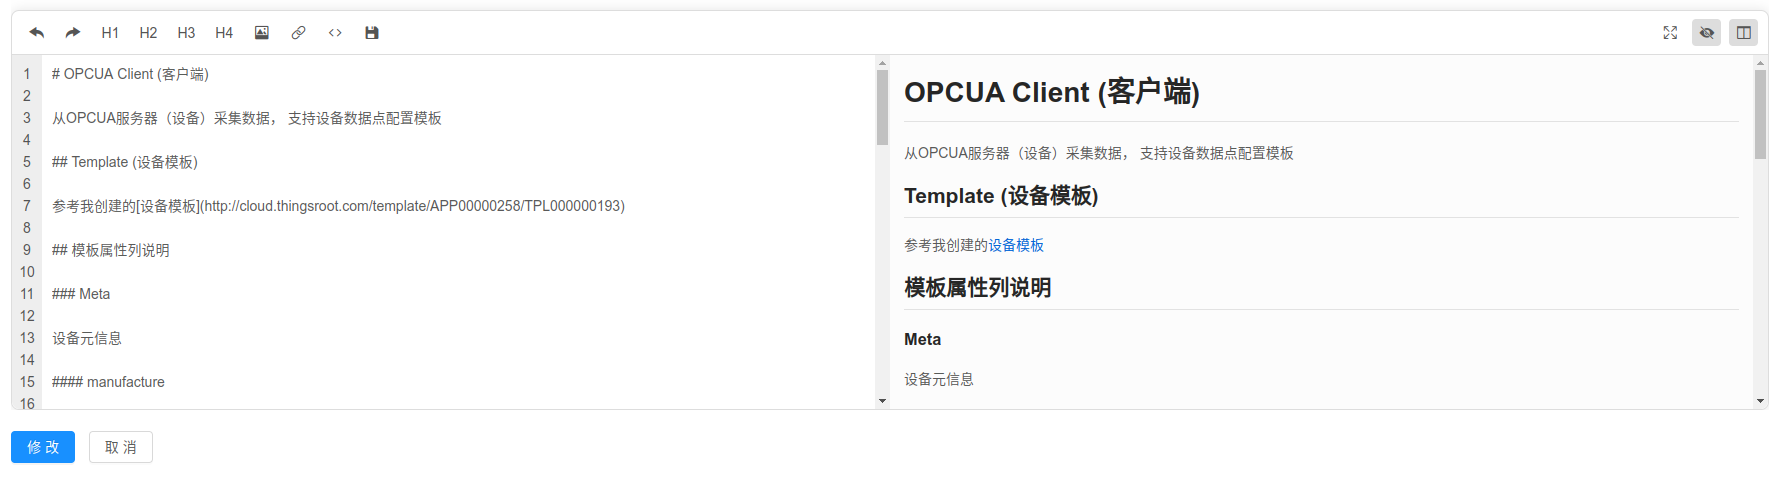 H1 H2 H3 H4
1 # OPCUA Client (客户端)
2
3 从OPCUA服务器（设备）采集数据， 支持设备数据点配置模板
4
5 ## Template (设备模板)
6
7 参考我创建的[设备模板](http://cloud.thingsroot.com/template/APP00000258/TPL000000193)
8
9 ## 模板属性列说明
10
11 ### Meta
12
13 设备元信息
14
15 #### manufacture
16
OPCUA Client (客户端)
从OPCUA服务器（设备）采集数据， 支持设备数据点配置模板
Template (设备模板)
参考我创建的设备模板
模板属性列说明
Meta
设备元信息
修 改 取 消